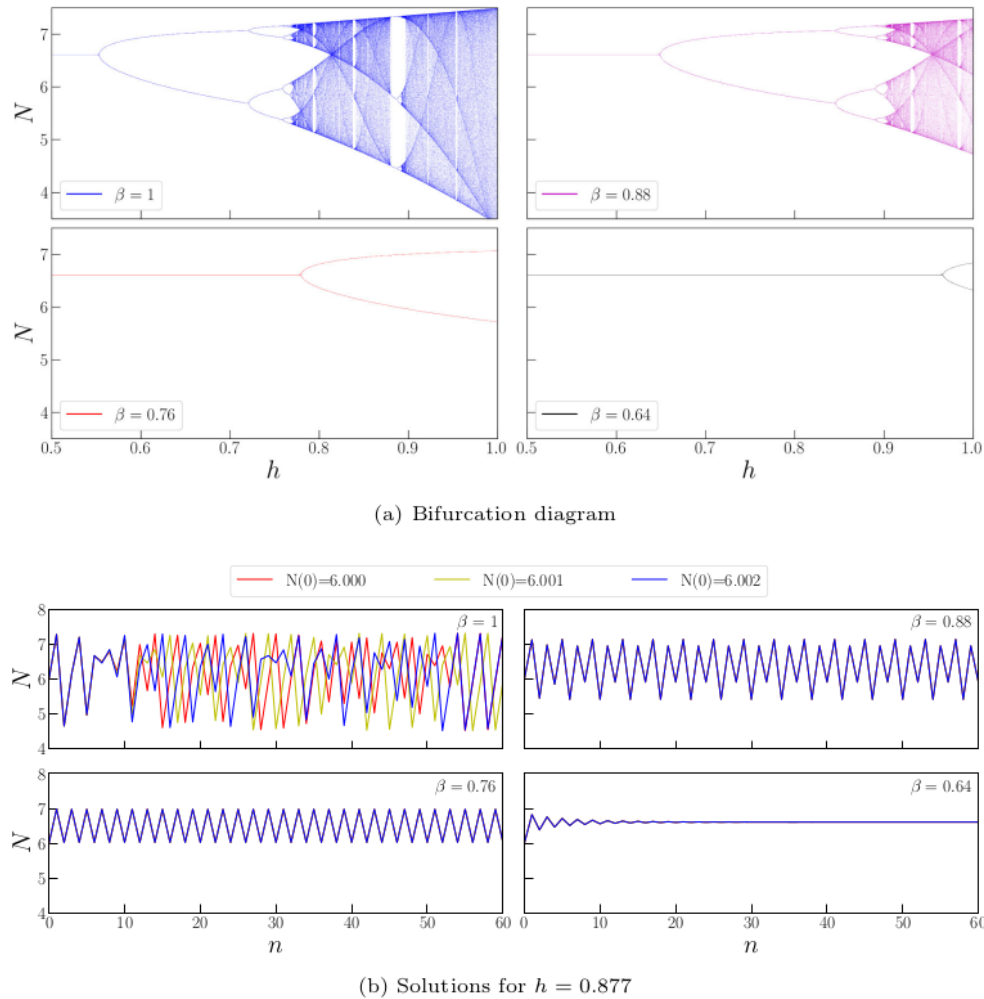 7
6
5
4
N
β = 1
β = 0.88
7
6
5
4
N
β = 0.76
β = 0.64
0.5 0.6 0.7 0.8 0.9 1.0
0.5 0.6 0.7 0.8 0.9 1.0
h
h
(a) Bifurcation diagram
N(0)=6.000 N(0)=6.001 N(0)=6.002
8
7
6
5
4
N
β = 1
β = 0.88
8
7
6
5
4
N
β = 0.76
β = 0.64
0 10 20 30 40 50 60
0 10 20 30 40 50 60
n
n
(b) Solutions for h = 0.877